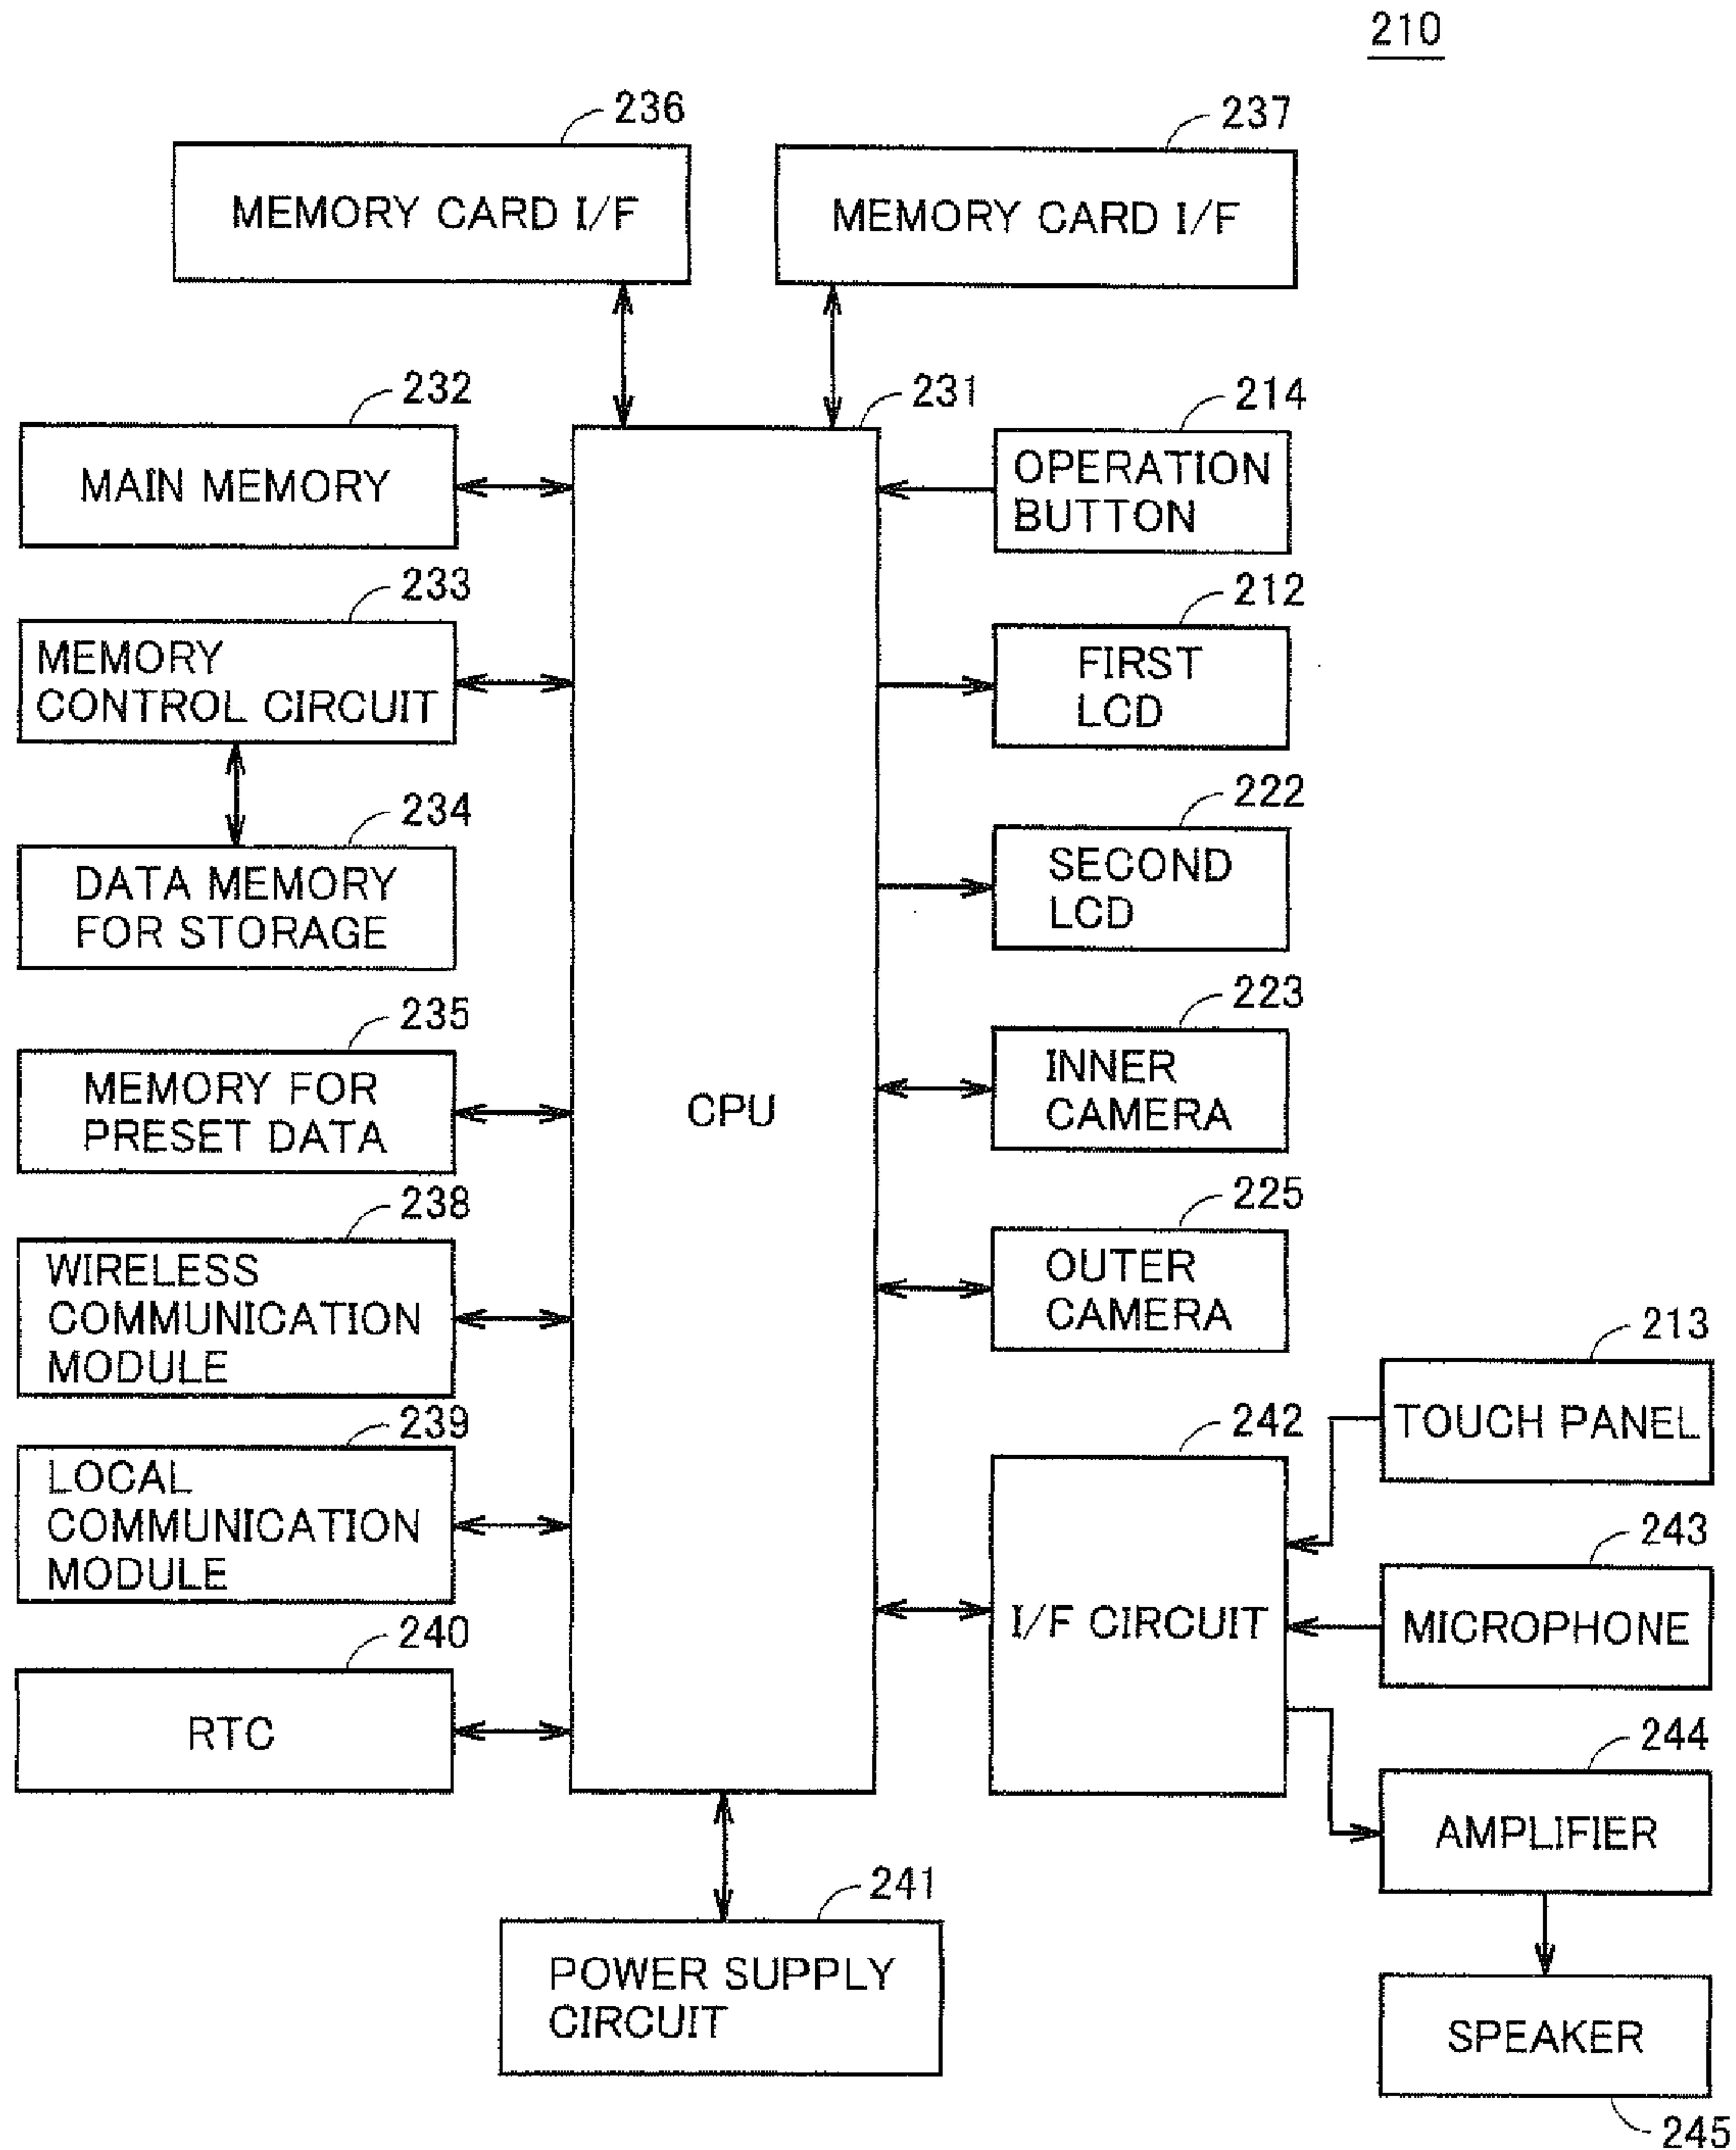 210
236
237
MEMORY CARD I/F
MEMORY CARD I/F
232
231
214
MAIN MEMORY
OPERATION
BUTTON
233
212
MEMORY
CONTROL CIRCUIT
FIRST
LCD
234
222
DATA MEMORY
FOR STORAGE
SECOND
LCD
235
223
MEMORY FOR
PRESET DATA
CPU
INNER
CAMERA
238
225
WIRELESS
COMMUNICATION
MODULE
OUTER
CAMERA
213
TOUCH PANEL
239
242
LOCAL
COMMUNICATION
MODULE
I/F CIRCUIT
243
MICROPHONE
240
RTC
244
AMPLIFIER
241
POWER SUPPLY
CIRCUIT
SPEAKER
245